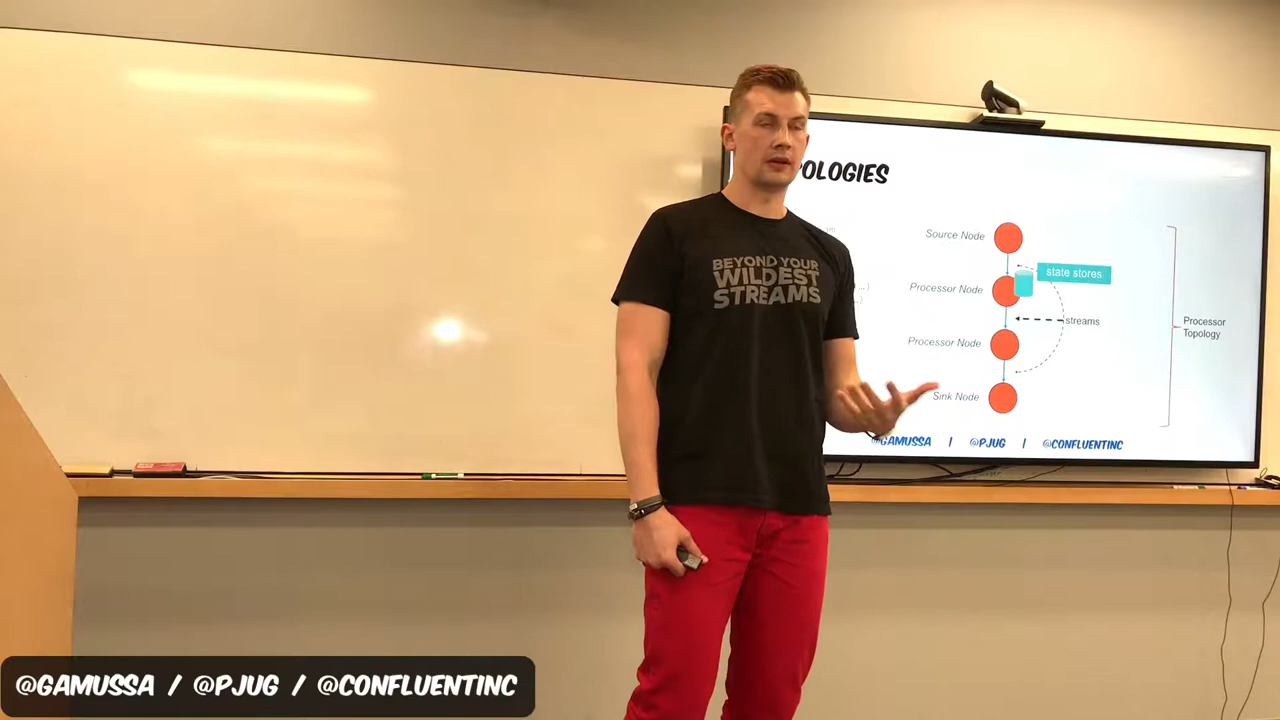 POLOGIES
Source Node
state stores
Processor Node
streams
Processor
Topology
Processor Node
Sink Node
@GAMUSSA | @PJUG | @CONFLUENTINC
BEYOND YOUR
WILDEST
STREAMS
@GAMUSSA / @PJUG / @CONFLUENTINC